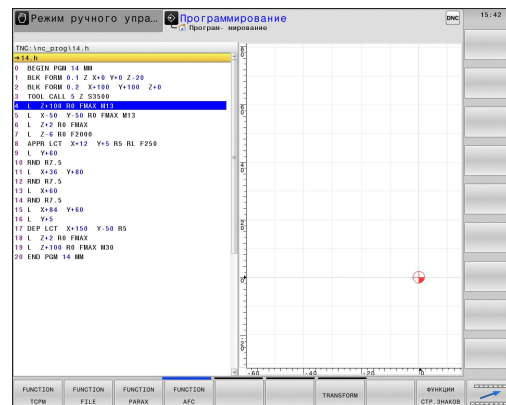 Режим ручного упра…
Программирование
Програм- мирование
DNC
15:42
TNC:\nc_prog\14.h
→14.h
0 BEGIN PGM 14 MM
1 BLK FORM 0.1 Z X+0 Y+0 Z-20
2 BLK FORM 0.2 X+100 Y+100 Z+0
3 TOOL CALL 5 Z S3500
4 L Z+100 R0 FMAX M13
5 L X-50 Y-50 R0 FMAX M13
6 L Z+2 R0 FMAX
7 L Z-6 R0 F2000
8 APPR LCT X+12 Y+5 R5 RL F250
9 L Y+60
10 RND R7.5
11 L X+36 Y+80
12 RND R7.5
13 L X+60
14 RND R7.5
15 L X+84 Y+60
16 L Y+5
17 DEP LCT X+150 Y-50 R5
18 L Z+2 R0 FMAX
19 L Z+100 R0 FMAX M30
20 END PGM 14 MM
-60 -40 -20 0
FUNCTION TCPM
FUNCTION FILE
FUNCTION PARAX
FUNCTION AFC
TRANSFORM
ФУНКЦИИ СТР.ЗНАКОВ